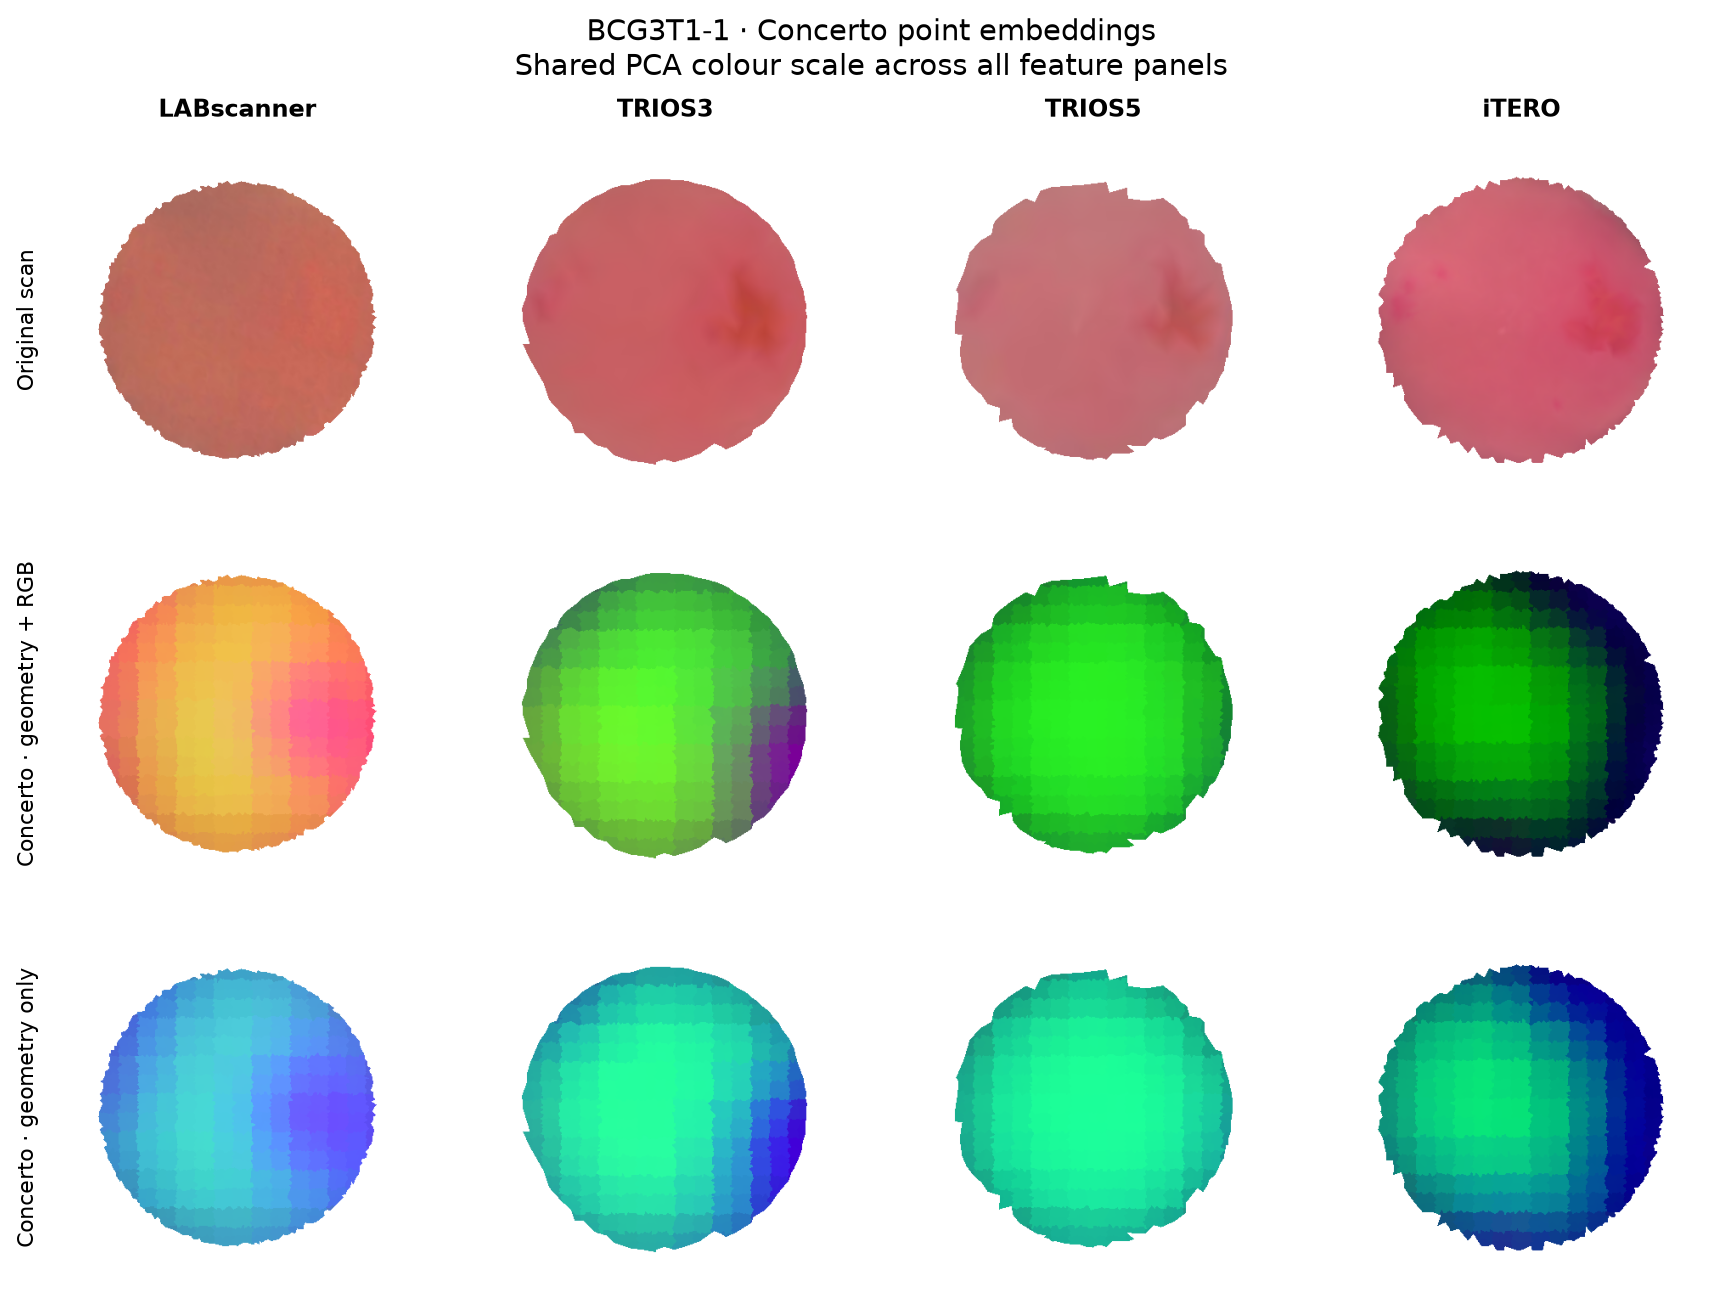 BCG3T1-1 · Concerto point embeddings
Shared PCA colour scale across all feature panels
LABscanner
TRIOS3
TRIOS5
iTERO
Original scan
Concerto · geometry + RGB
Concerto · geometry only